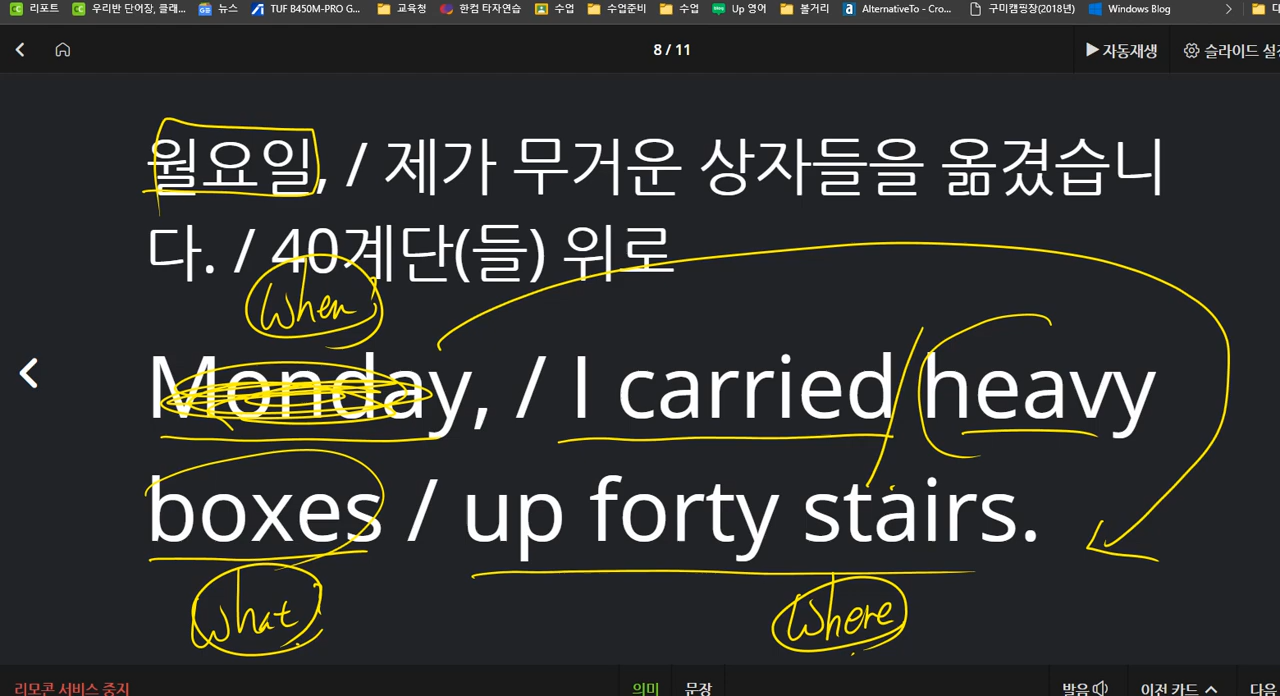 리포트 우리반 단어장, 클래... 뉴스 TUF B450M-PRO G... 교육청 한컴 타자연습 수업 수업준비 수업 Up 영어 볼거리 AlternativeTo - Cro... 구미캠핑장(2018년) Windows Blog
8 / 11 자동재생 슬라이드 설정
월요일, / 제가 무거운 상자들을 옮겼습니
다. / 40계단(들) 위로
When
Monday, / I carried heavy
boxes / up forty stairs.
What Where
리모콘 서비스 중지 의미 문장 발음 이전 카드 다음